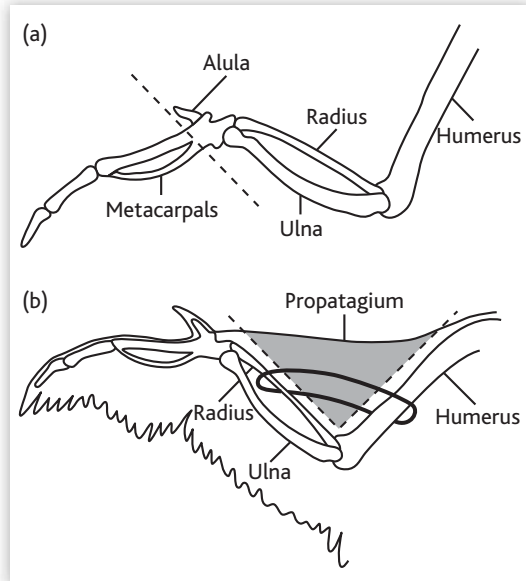 (a)
Alula
Radius
Humerus
Metacarpals
Ulna
(b)
Propatagium
Radius
Humerus
Ulna